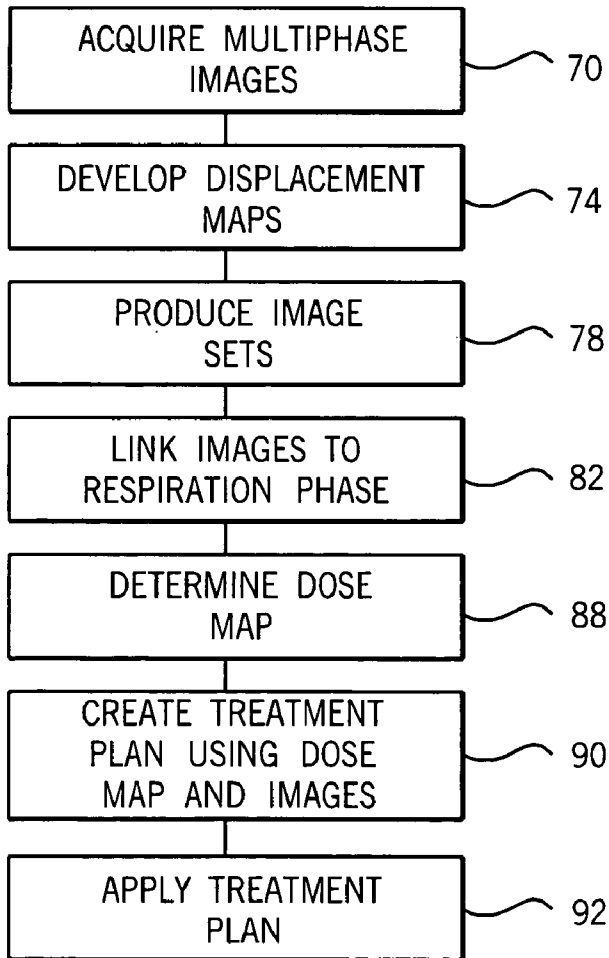 ACQUIRE MULTIPHASE
IMAGES
70
DEVELOP DISPLACEMENT
MAPS
74
PRODUCE IMAGE
SETS
78
LINK IMAGES TO
RESPIRATION PHASE
82
DETERMINE DOSE
MAP
88
CREATE TREATMENT
PLAN USING DOSE
MAP AND IMAGES
90
APPLY TREATMENT
PLAN
92